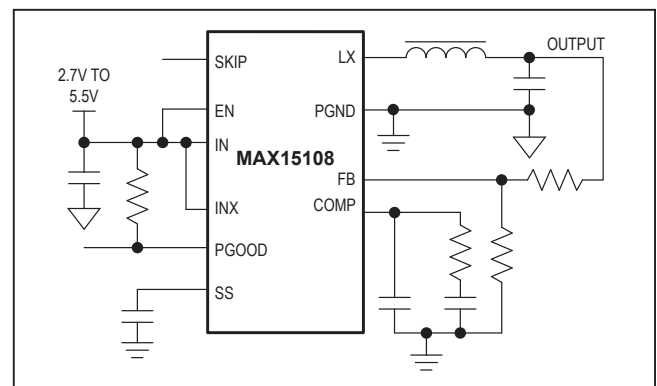 2.7V TO
5.5V
SKIP
EN
IN
INX
PGOOD
SS
MAX15108
LX
PGND
FB
COMP
OUTPUT